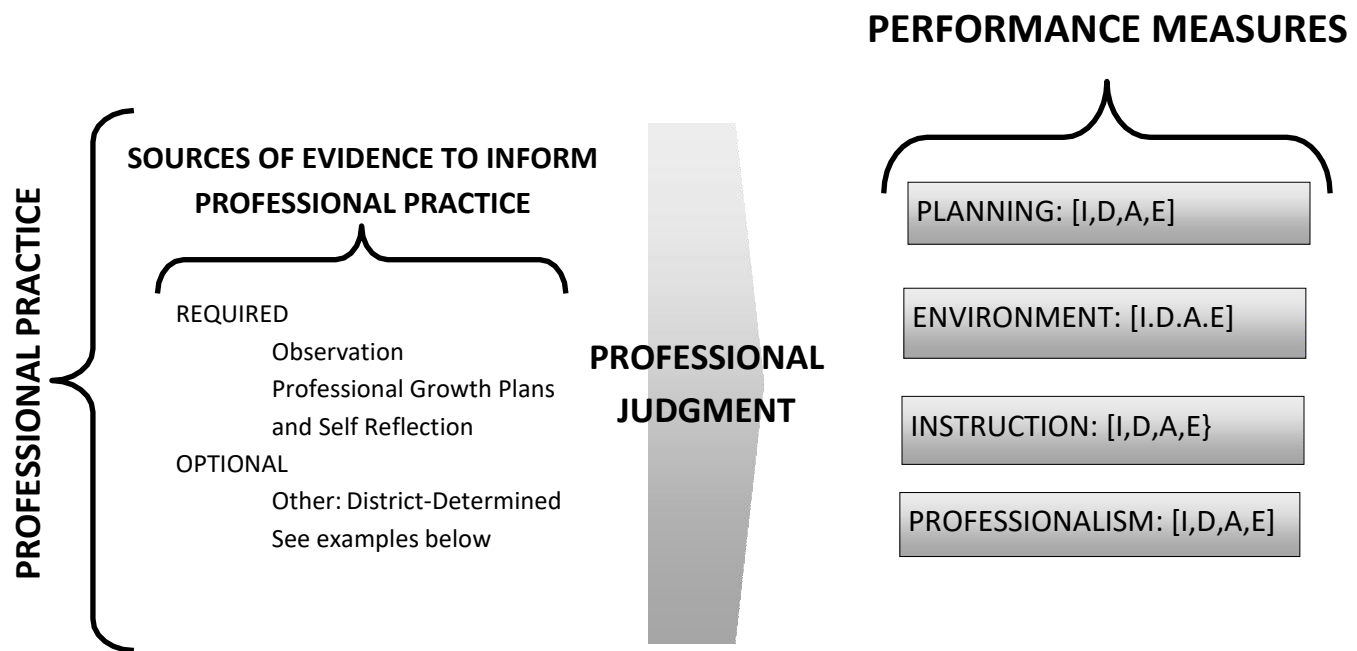 PROFESSIONAL PRACTICE
SOURCES OF EVIDENCE TO INFORM
PROFESSIONAL PRACTICE
REQUIRED
Observation
Professional Growth Plans
and Self Reflection
OPTIONAL
Other: District-Determined
See examples below
PROFESSIONAL
JUDGMENT
PERFORMANCE MEASURES
PLANNING: [I,D,A,E]
ENVIRONMENT: [I.D.A.E]
INSTRUCTION: [I,D,A,E}
PROFESSIONALISM: [I,D,A,E]